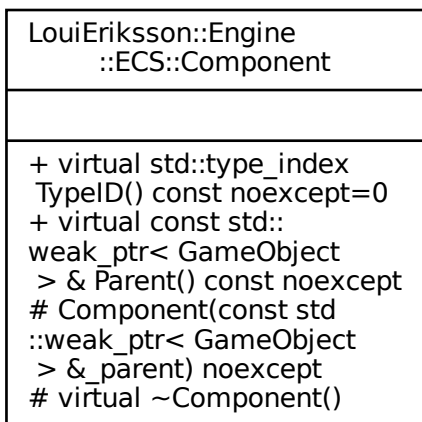 LouiEriksson::Engine
::ECS::Component
+ virtual std::type_index
TypeID() const noexcept=0
+ virtual const std::
weak_ptr< GameObject
> & Parent() const noexcept
# Component(const std
::weak_ptr< GameObject
> &_parent) noexcept
# virtual ~Component()